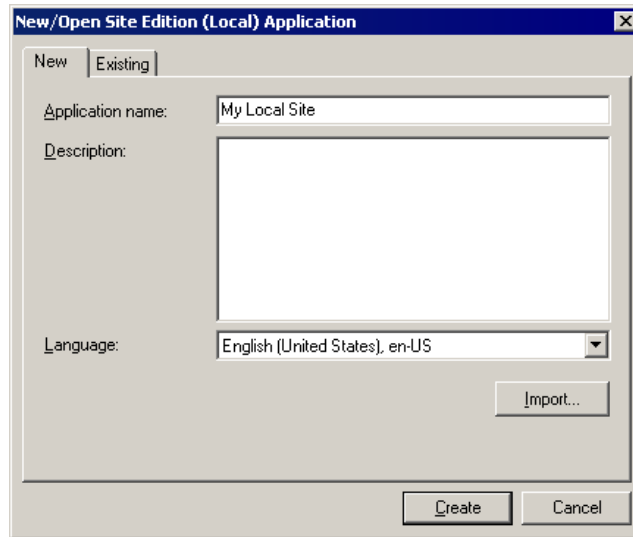 New/Open Site Edition (Local) Application
New Existing
Application name: My Local Site
Description:
Language: English (United States), en-US
Import...
Create Cancel